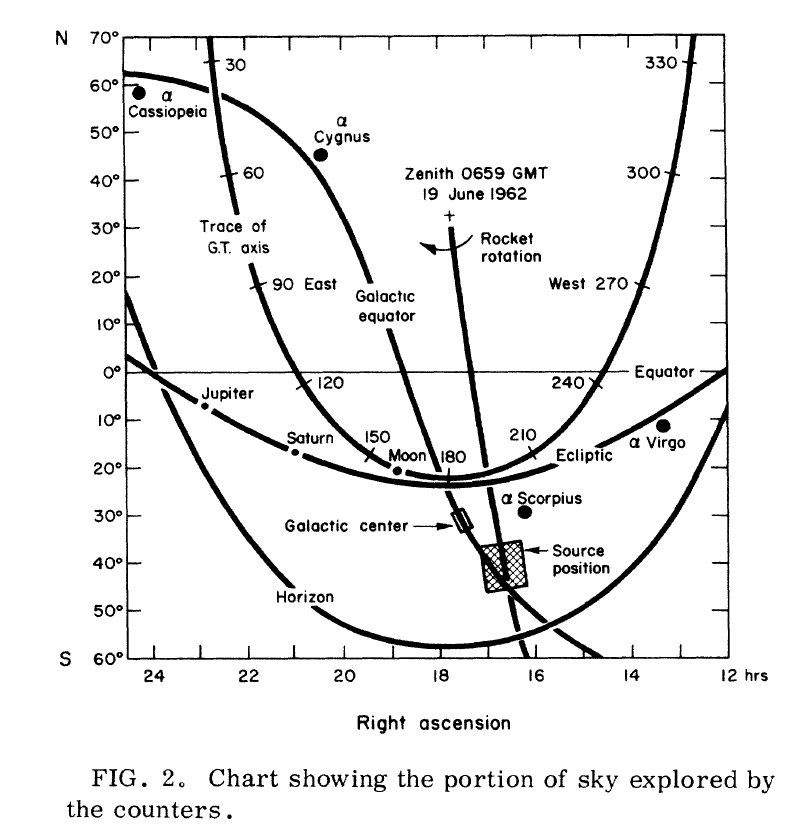 N 70°
60°
50°
40°
30°
20°
10°
0°
10°
20°
30°
40°
50°
S 60°
30
330
α
Cassiopeia
α
Cygnus
60
Zenith 0659 GMT
19 June 1962
300
Trace of
G.T. axis
Rocket
rotation
90 East
Galactic
equator
West 270
120
240
Equator
Jupiter
Saturn
150
Moon
180
210
Ecliptic
α Virgo
α Scorpius
Galactic center
Source
position
Horizon
24 20 18 16 14 12 hrs
Right ascension
FIG. 2. Chart showing the portion of sky explored by
the counters.